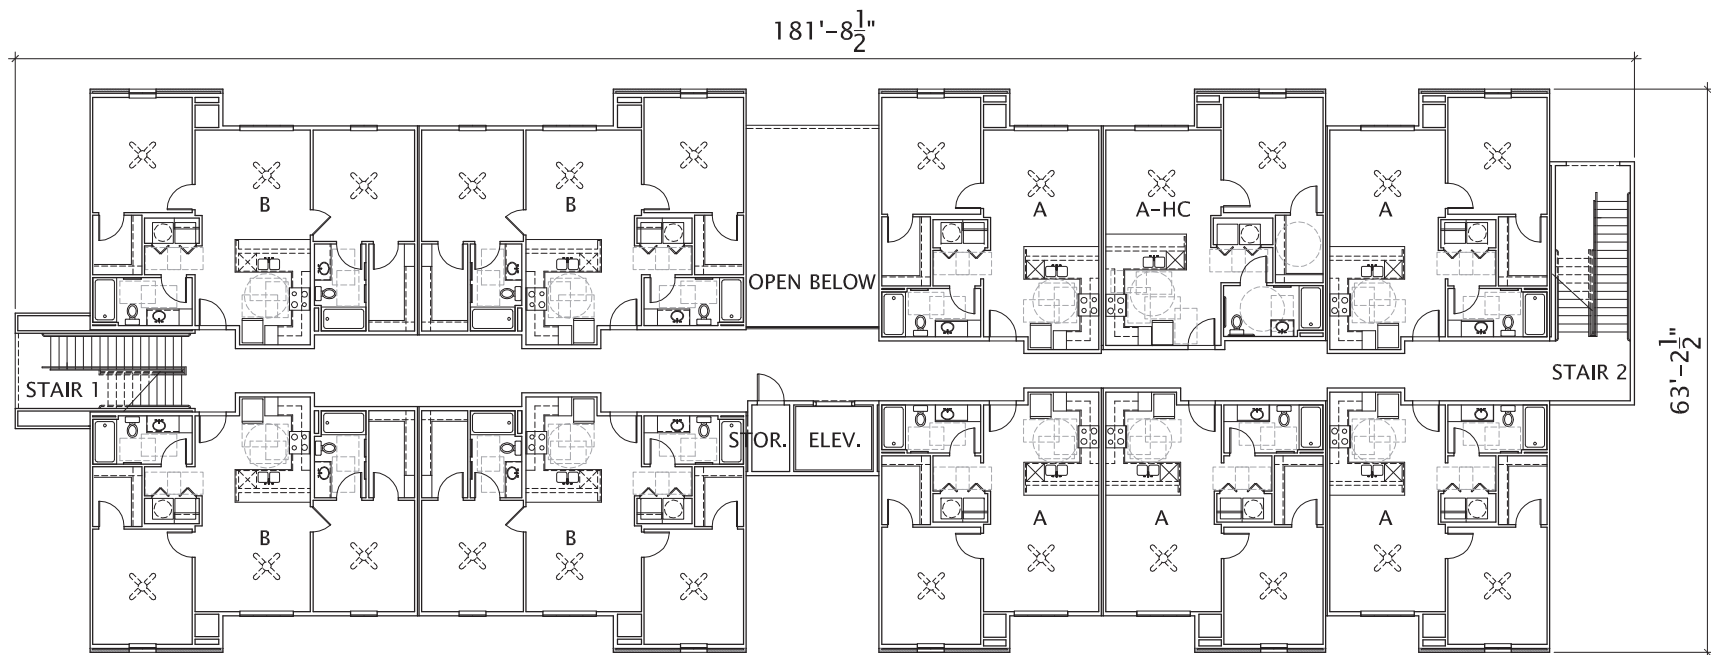 181'-8 1/2"
B
B
A
A-HC
A
OPEN BELOW
STAIR 1
STAIR 2
63'-2 1/2"
STOR.
ELEV.
B
B
A
A
A